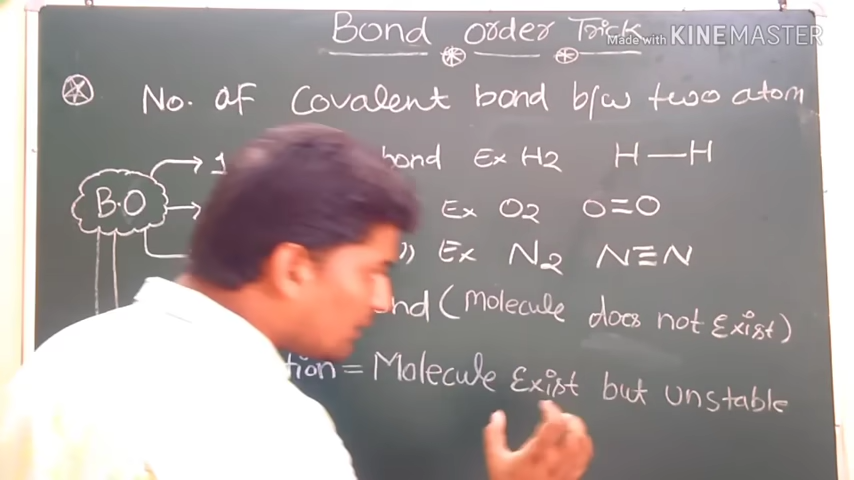 Bond order Trick
Made with KINEMASTER
No. of Covalent bond b/w two atom
B.O 1 bond Ex H2 H—H
Ex O2 O=O
)) Ex N2 N≡N
nd (Molecule does not Exist)
tion = Molecule Exist but unstable